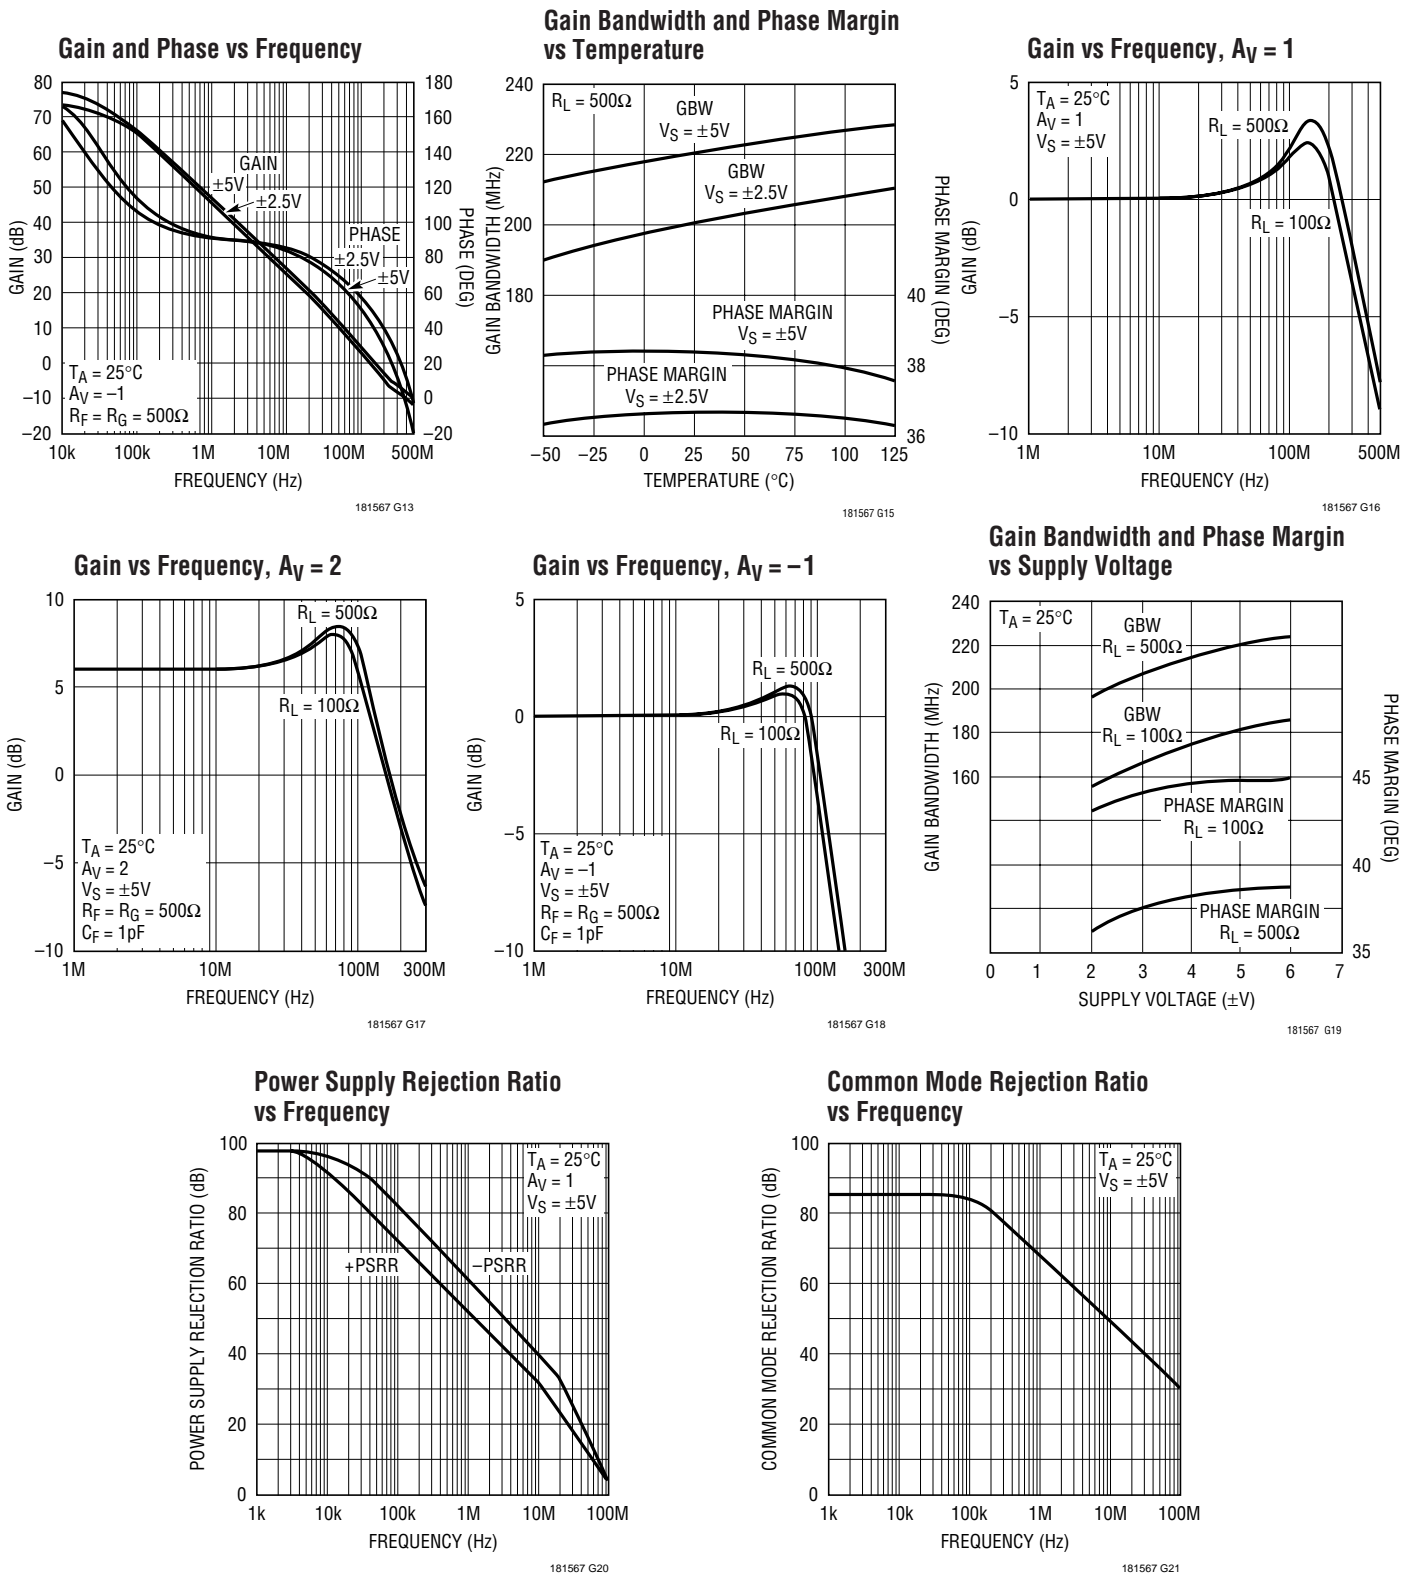 Gain and Phase vs Frequency
80
70
60
50
40
30
20
10
0
–10
–20
180
160
140
120
100
80
60
40
20
0
–20
GAIN (dB)
PHASE (DEG)
GAIN
±5V
±2.5V
PHASE
±2.5V
±5V
TA = 25°C
AV = –1
RF = RG = 500Ω
10k 100k 1M 10M 100M 500M
FREQUENCY (Hz)
181567 G13
Gain Bandwidth and Phase Margin
vs Temperature
240
220
200
180
40
38
36
GAIN BANDWIDTH (MHz)
PHASE MARGIN (DEG)
RL = 500Ω
GBW
VS = ±5V
GBW
VS = ±2.5V
PHASE MARGIN
VS = ±5V
PHASE MARGIN
VS = ±2.5V
–50 –25 0 25 50 75 100 125
TEMPERATURE (°C)
181567 G15
Gain vs Frequency, AV = 1
5
0
–5
–10
GAIN (dB)
TA = 25°C
AV = 1
VS = ±5V
RL = 500Ω
RL = 100Ω
1M 10M 100M 500M
FREQUENCY (Hz)
181567 G16
Gain vs Frequency, AV = 2
10
5
0
–5
–10
GAIN (dB)
RL = 500Ω
RL = 100Ω
TA = 25°C
AV = 2
VS = ±5V
RF = RG = 500Ω
CF = 1pF
1M 10M 100M 300M
FREQUENCY (Hz)
181567 G17
Gain vs Frequency, AV = –1
5
0
–5
–10
GAIN (dB)
RL = 500Ω
RL = 100Ω
TA = 25°C
AV = –1
VS = ±5V
RF = RG = 500Ω
CF = 1pF
1M 10M 100M 300M
FREQUENCY (Hz)
181567 G18
Gain Bandwidth and Phase Margin
vs Supply Voltage
240
220
200
180
160
45
40
35
GAIN BANDWIDTH (MHz)
PHASE MARGIN (DEG)
TA = 25°C
GBW
RL = 500Ω
GBW
RL = 100Ω
PHASE MARGIN
RL = 100Ω
PHASE MARGIN
RL = 500Ω
0 1 2 3 4 5 6 7
SUPPLY VOLTAGE (±V)
181567 G19
Power Supply Rejection Ratio
vs Frequency
100
80
60
40
20
0
POWER SUPPLY REJECTION RATIO (dB)
TA = 25°C
AV = 1
VS = ±5V
+PSRR
–PSRR
1k 10k 100k 1M 10M 100M
FREQUENCY (Hz)
181567 G20
Common Mode Rejection Ratio
vs Frequency
100
80
60
40
20
0
COMMON MODE REJECTION RATIO (dB)
TA = 25°C
VS = ±5V
1k 10k 100k 1M 10M 100M
FREQUENCY (Hz)
181567 G21